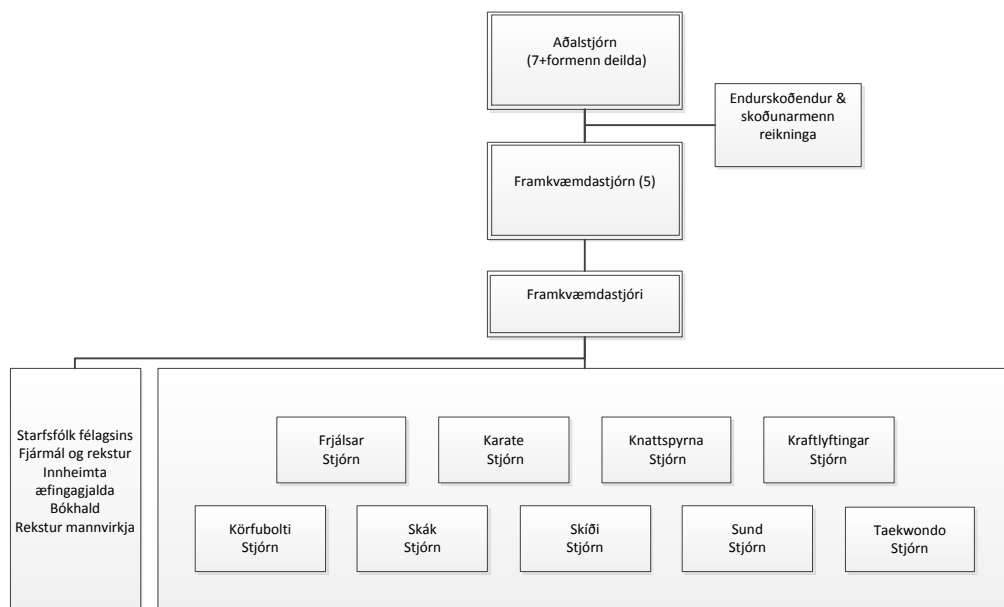 Aðalstjórn
(7+formenn deilda)
Endurskoðendur &
skoðunarmenn
reikninga
Framkvæmdastjórn (5)
Framkvæmdastjóri
Starfsfólk félagsins
Fjármál og rekstur
Innheimta
æfingagjalda
Bókhald
Rekstur mannvirkja
Frjálsar
Stjórn
Karate
Stjórn
Knattspyrna
Stjórn
Kraftlyftingar
Stjórn
Körfubolti
Stjórn
Skák
Stjórn
Skíði
Stjórn
Sund
Stjórn
Taekwondo
Stjórn